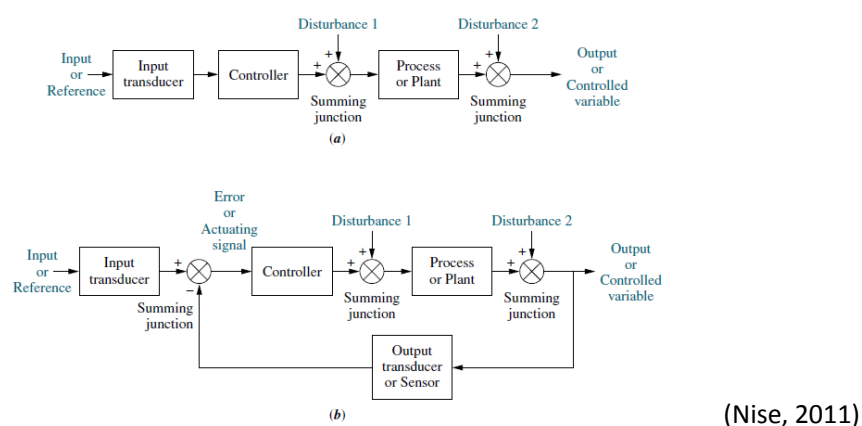 Disturbance 1
Disturbance 2
Input
or
Reference
Input
transducer
Controller
+
+
Summing
junction
Process
or Plant
+
+
Summing
junction
Output
or
Controlled
variable
(a)
Error
or
Actuating
signal
Disturbance 1
Disturbance 2
Input
or
Reference
Input
transducer
+
−
Summing
junction
Controller
+
+
Summing
junction
Process
or Plant
+
+
Summing
junction
Output
or
Controlled
variable
Output
transducer
or Sensor
(b)
(Nise, 2011)